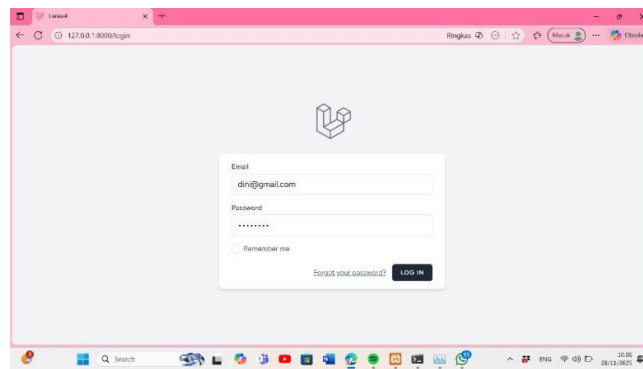 Laravel
127.0.0.1:8000/login
Ringkas
Masuk
Email
dini@gmail.com
Password
Remember me
Forgot your password?
LOG IN
Search
ENG
10.06
28/11/2025